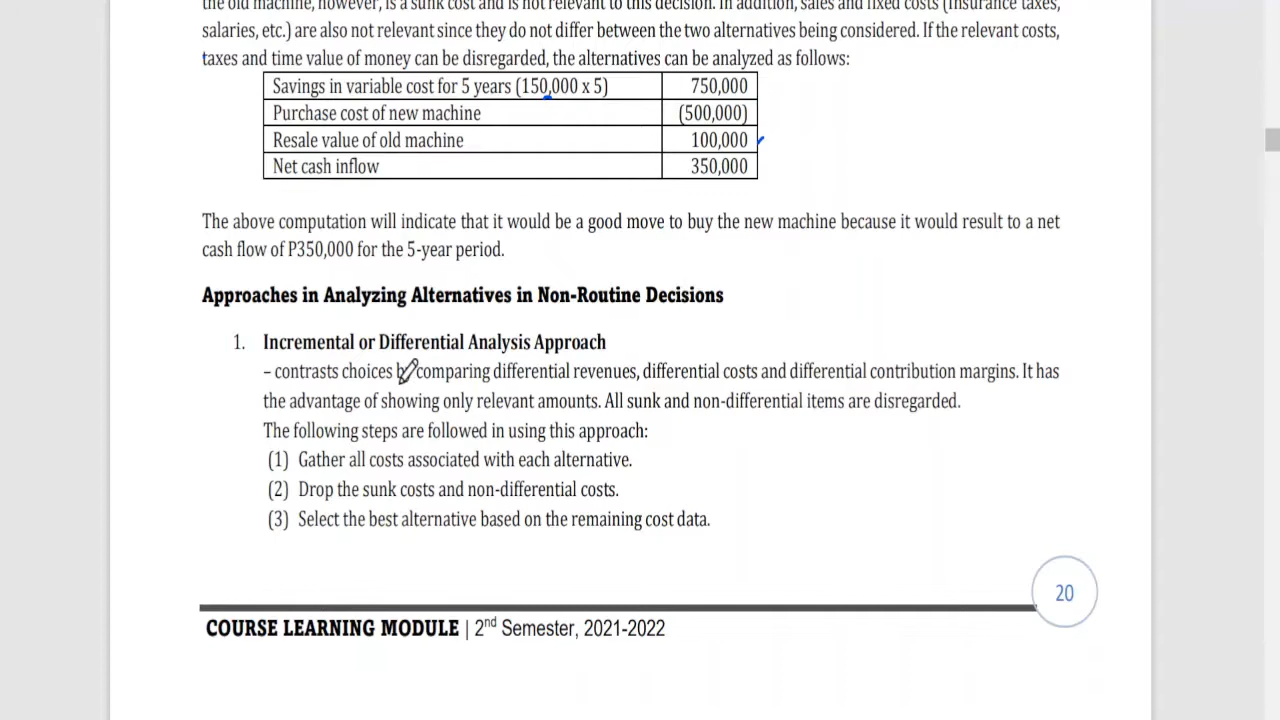 the old machine, however, is a sunk cost and is not relevant to this decision. In addition, sales and fixed costs (insurance taxes,
salaries, etc.) are also not relevant since they do not differ between the two alternatives being considered. If the relevant costs,
taxes and time value of money can be disregarded, the alternatives can be analyzed as follows:
Savings in variable cost for 5 years (150,000 x 5) 750,000
Purchase cost of new machine (500,000)
Resale value of old machine 100,000
Net cash inflow 350,000
The above computation will indicate that it would be a good move to buy the new machine because it would result to a net
cash flow of P350,000 for the 5-year period.
Approaches in Analyzing Alternatives in Non-Routine Decisions
1. Incremental or Differential Analysis Approach
– contrasts choices by comparing differential revenues, differential costs and differential contribution margins. It has
the advantage of showing only relevant amounts. All sunk and non-differential items are disregarded.
The following steps are followed in using this approach:
(1) Gather all costs associated with each alternative.
(2) Drop the sunk costs and non-differential costs.
(3) Select the best alternative based on the remaining cost data.
20
COURSE LEARNING MODULE | 2nd Semester, 2021-2022